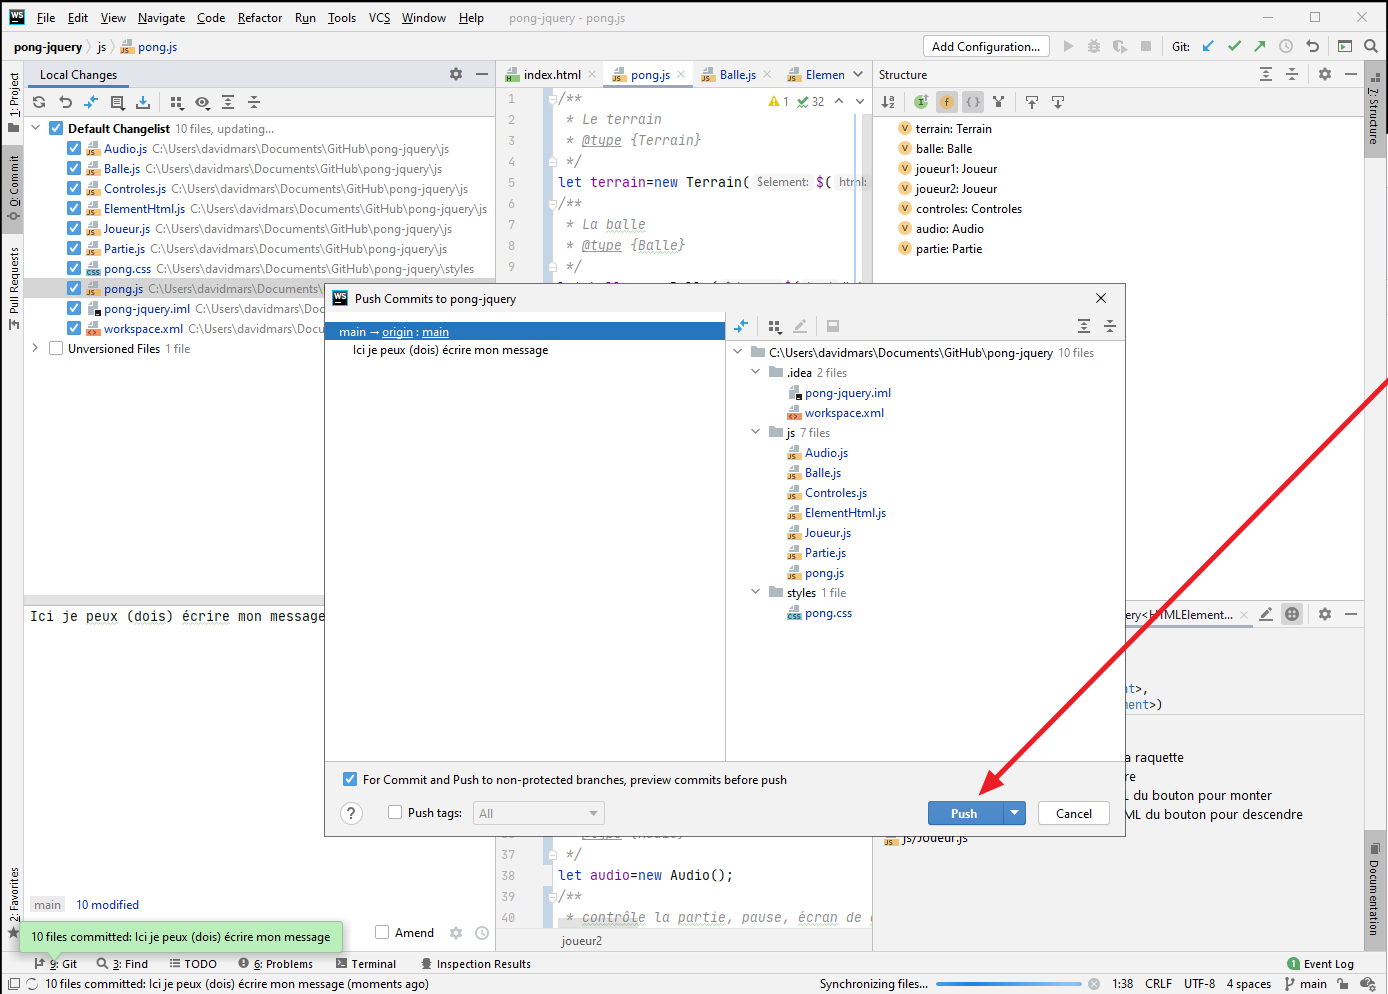 WS File Edit View Navigate Code Refactor Run Tools VCS Window Help pong-jquery - pong.js
pong-jquery js pong.js Add Configuration... Git:
1: Project
0: Commit
Pull Requests
2: Favorites
Local Changes
Default Changelist 10 files, updating...
Audio.js C:\Users\davidmars\Documents\GitHub\pong-jquery\js
Balle.js C:\Users\davidmars\Documents\GitHub\pong-jquery\js
Controles.js C:\Users\davidmars\Documents\GitHub\pong-jquery\js
ElementHtml.js C:\Users\davidmars\Documents\GitHub\pong-jquery\js
Joueur.js C:\Users\davidmars\Documents\GitHub\pong-jquery\js
Partie.js C:\Users\davidmars\Documents\GitHub\pong-jquery\js
pong.css C:\Users\davidmars\Documents\GitHub\pong-jquery\styles
pong.js C:\Users\davidmars\Documents\
pong-jquery.iml C:\Users\davidmars\Doc
workspace.xml C:\Users\davidmars\Docu
Unversioned Files 1 file
Ici je peux (dois) écrire mon message
main 10 modified
Amend
10 files committed: Ici je peux (dois) écrire mon message
index.html pong.js Balle.js Elemen
1 32
1 /**
2 * Le terrain
3 * @type {Terrain}
4 */
5 let terrain=new Terrain( $element: $( html:
6 /**
7 * La balle
8 * @type {Balle}
9 */
37 */
38 let audio=new Audio();
39 /**
40 * contrôle la partie, pause, écran de
joueur2
Structure
terrain: Terrain
balle: Balle
joueur1: Joueur
joueur2: Joueur
controles: Controles
audio: Audio
partie: Partie
7: Structure
Documentation
Push Commits to pong-jquery
main → origin : main
Ici je peux (dois) écrire mon message
C:\Users\davidmars\Documents\GitHub\pong-jquery 10 files
.idea 2 files
pong-jquery.iml
workspace.xml
js 7 files
Audio.js
Balle.js
Controles.js
ElementHtml.js
Joueur.js
Partie.js
pong.js
styles 1 file
pong.css
For Commit and Push to non-protected branches, preview commits before push
? Push tags: All Push Cancel
ery<HTMLElement...
nt>,
ment>)
a raquette
re
L du bouton pour monter
ML du bouton pour descendre
js/Joueur.js
9: Git 3: Find TODO 6: Problems Terminal Inspection Results 1 Event Log
10 files committed: Ici je peux (dois) écrire mon message (moments ago) Synchronizing files... 1:38 CRLF UTF-8 4 spaces main